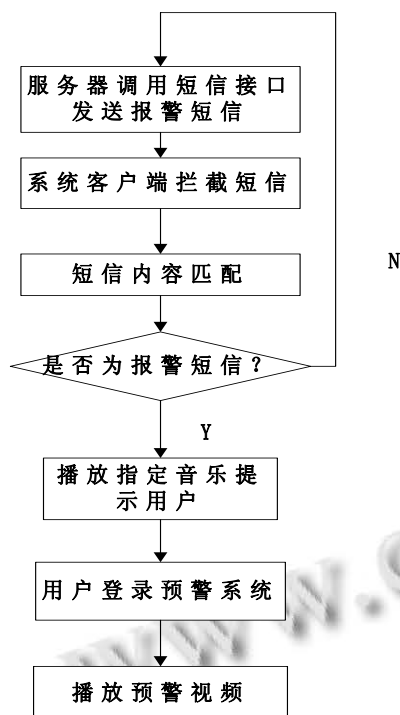 服务器调用短信接口
发送报警短信
系统客户端拦截短信
短信内容匹配
N
是否为报警短信？
Y
播放指定音乐提
示用户
用户登录预警系统
播放预警视频